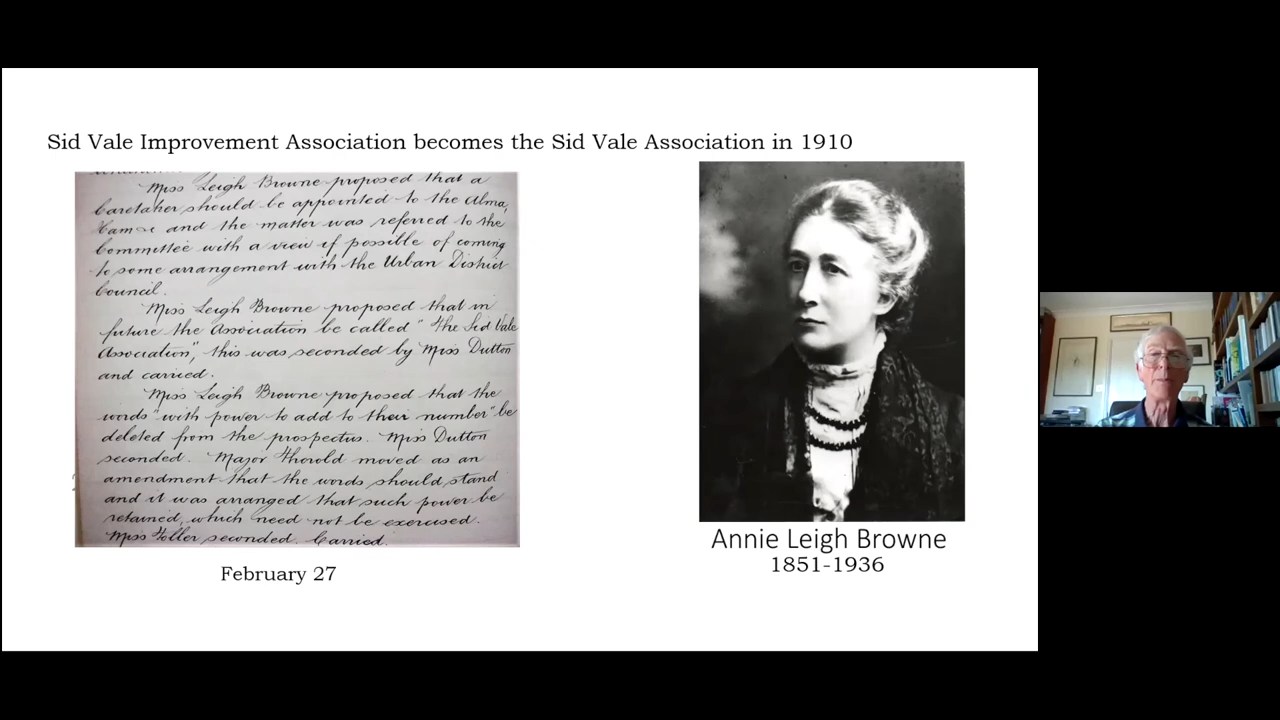 Sid Vale Improvement Association becomes the Sid Vale Association in 1910
Miss Leigh Browne proposed that a
Caretaker should be appointed to the Alma,
and the matter was referred to the
Committee with a view if possible of coming
to some arrangement with the Urban District
Council.
Miss Leigh Browne proposed that in
future the Association be called "The Sid Vale
Association", this was seconded by Miss Dutton
and carried.
Miss Leigh Browne proposed that the
words "with power to add to their number" be
deleted from the prospectus. Miss Dutton
seconded. Major Thorold moved as an
amendment that the words should stand
and it was arranged that such power be
retained, which need not be exercised.
Miss seconded. Carried.
February 27
Annie Leigh Browne
1851-1936